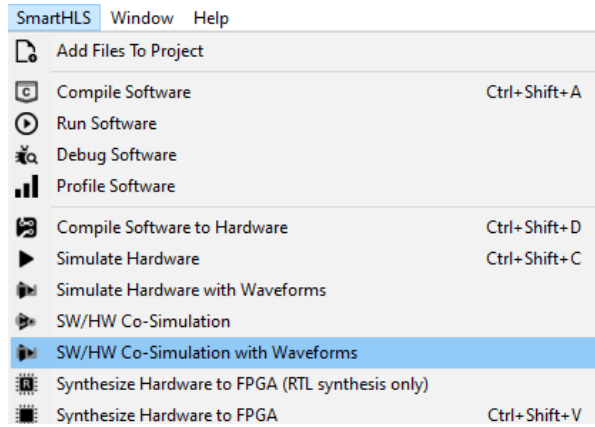 SmartHLS Window Help
Add Files To Project
Compile Software Ctrl+Shift+A
Run Software
Debug Software
Profile Software
Compile Software to Hardware Ctrl+Shift+D
Simulate Hardware Ctrl+Shift+C
Simulate Hardware with Waveforms
SW/HW Co-Simulation
SW/HW Co-Simulation with Waveforms
Synthesize Hardware to FPGA (RTL synthesis only)
Synthesize Hardware to FPGA Ctrl+Shift+V